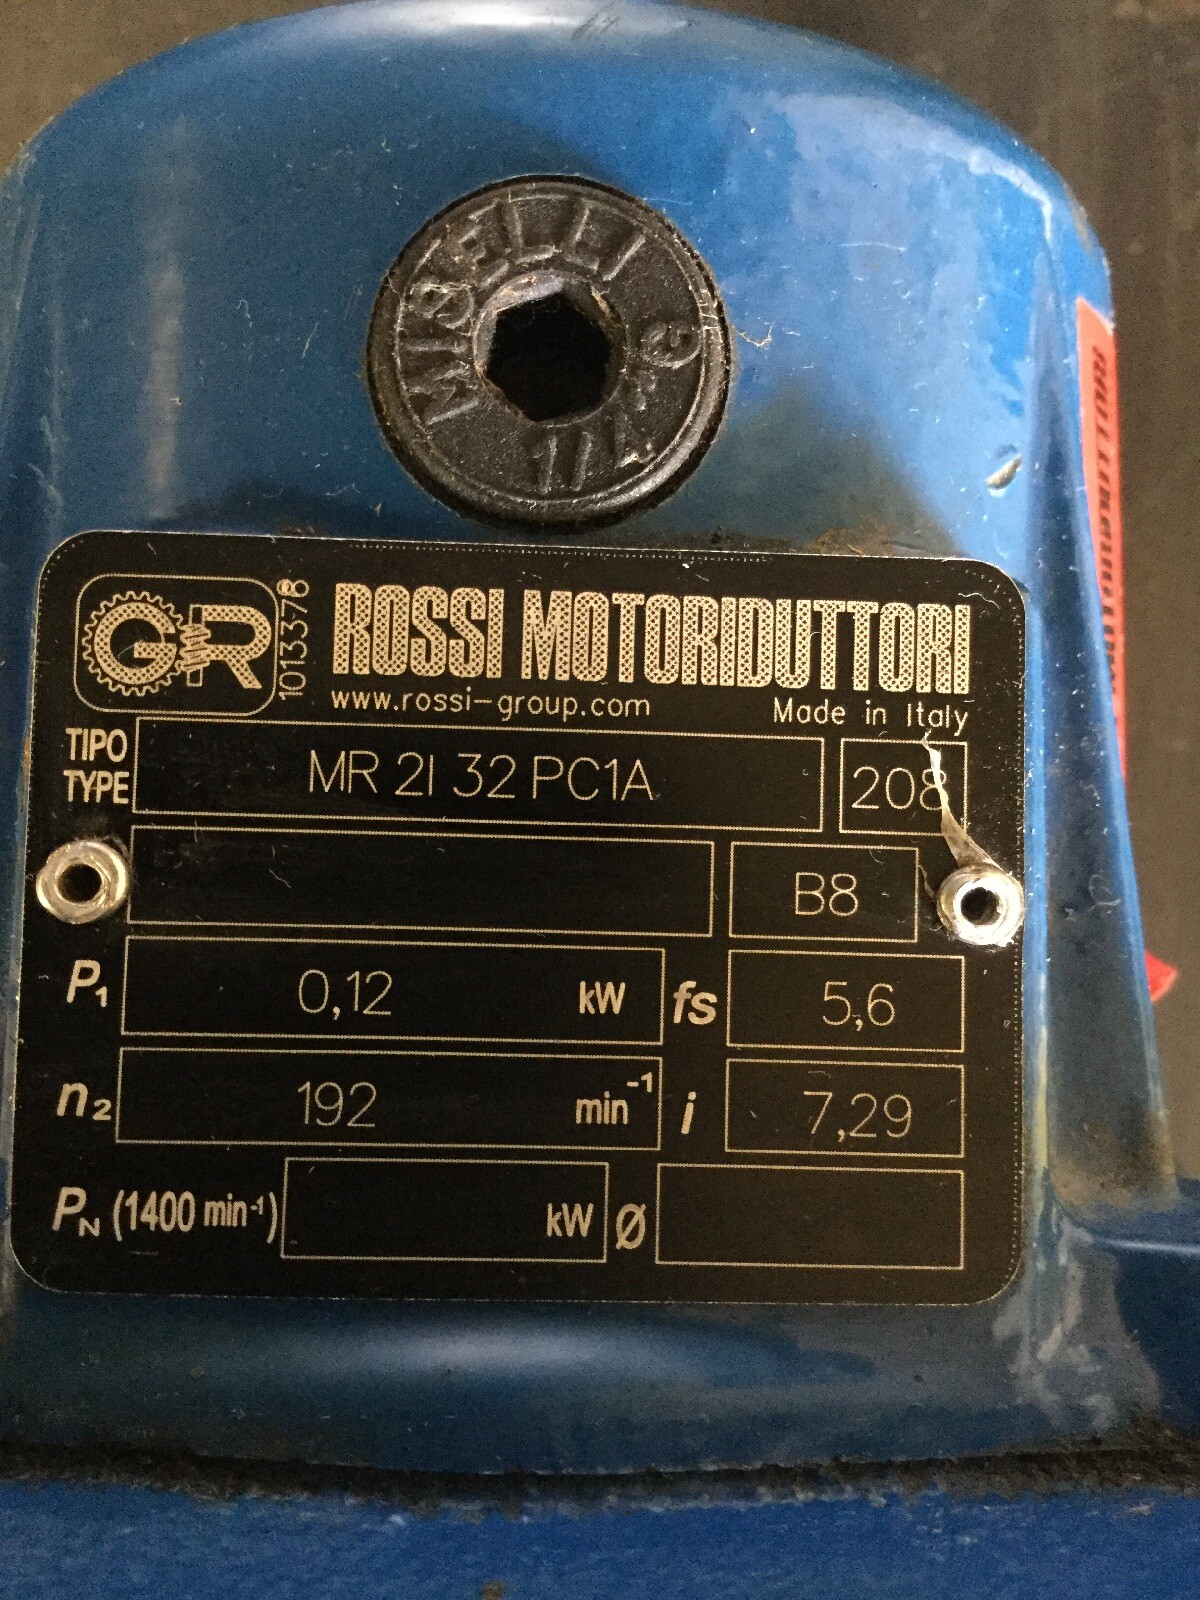 MISELLI 8
1/4
GR
10133378
ROSSI MOTORIDUTTORI
www.rossi-group.com
Made in Italy
TIPO
TYPE
MR 2I 32 PC1A
208
B8
P1 0,12 kW fs 5,6
n2 192 min-1 i 7,29
PN (1400 min-1) kW Ø